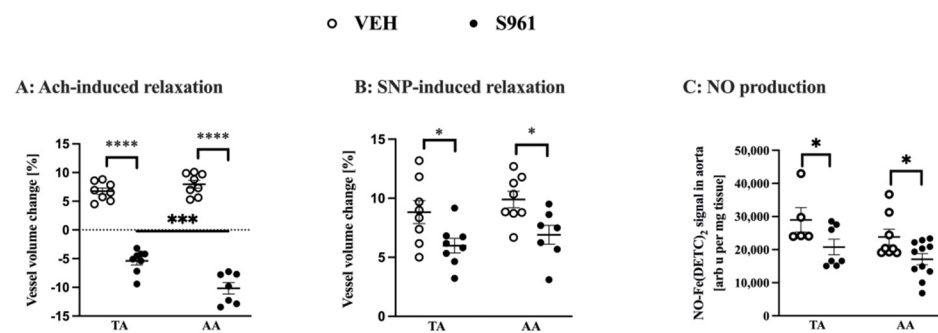 VEH S961
A: Ach-induced relaxation
B: SNP-induced relaxation
C: NO production
Vessel volume change [%]
15
10
5
0
-5
-10
-15
****
****
***
TA AA
Vessel volume change [%]
15
10
5
0
*
*
TA AA
NO-Fe(DETC)2 signal in aorta
[arb u per mg tissue]
50,000
40,000
30,000
20,000
10,000
0
*
*
TA AA